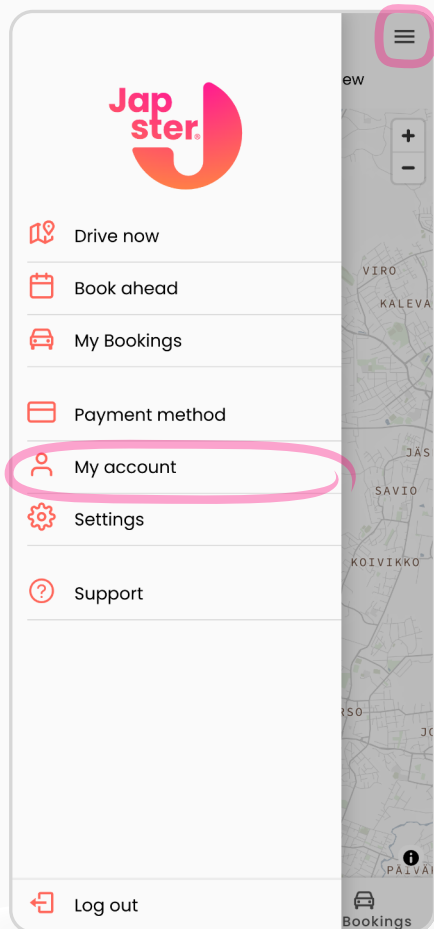 Jap
ster®
ew
+
−
Drive now
Book ahead
My Bookings
Payment method
My account
Settings
Support
Log out
VIRO
KALEVA
JÄS
SAVIO
KOIVIKKO
RSO
JO
PÄIVÄ
Bookings